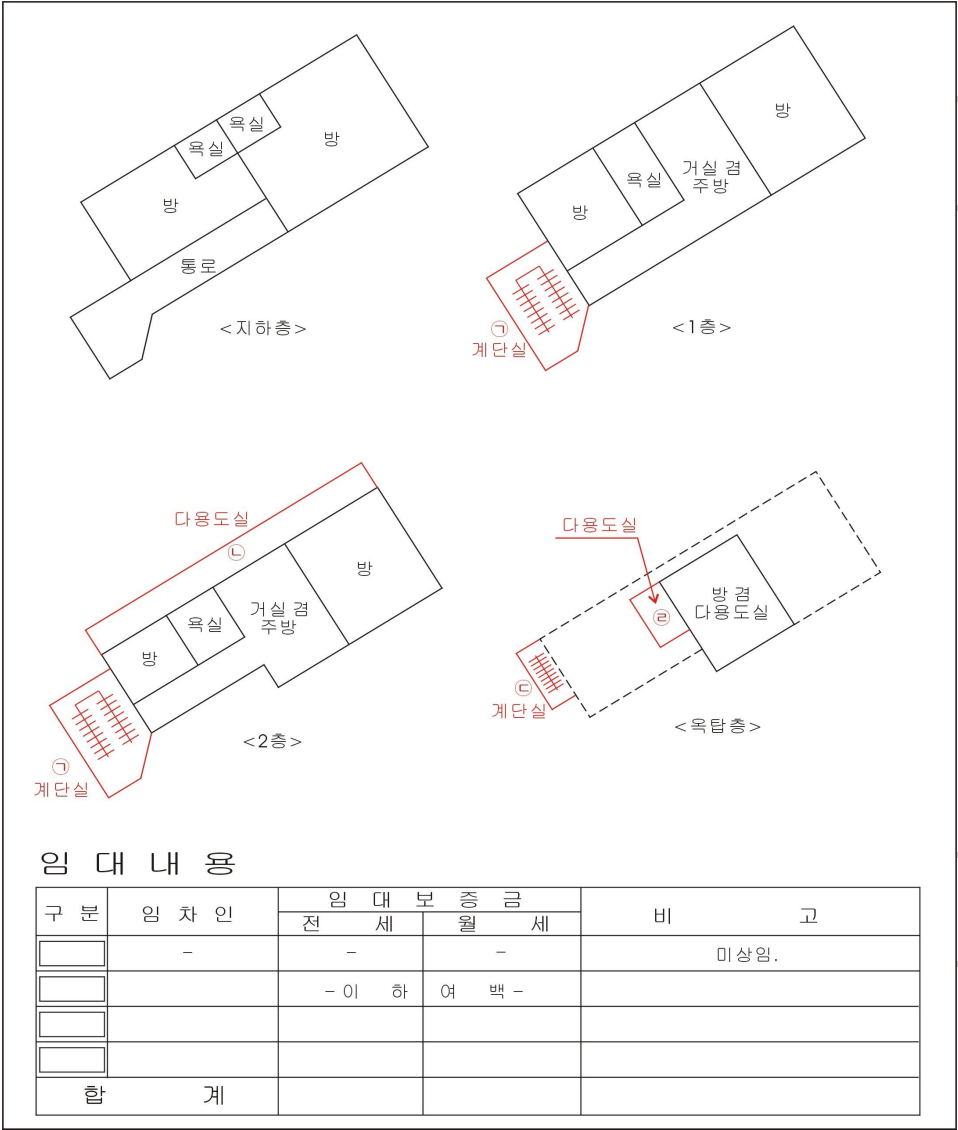 욕실
욕실
방
방
통로
<지하층>
방
거실 겸
주방
욕실
방
㉠
계단실
<1층>
다용도실
㉡
방
거실 겸
주방
욕실
방
㉠
계단실
<2층>
다용도실
㉣
방 겸
다용도실
㉢
계단실
<옥탑층>
임 대 내 용
구 분 임 차 인 임 대 보 증 금 비 고
전 세 월 세
- - - 미상임.
- 이 하 여 백 -
합 계